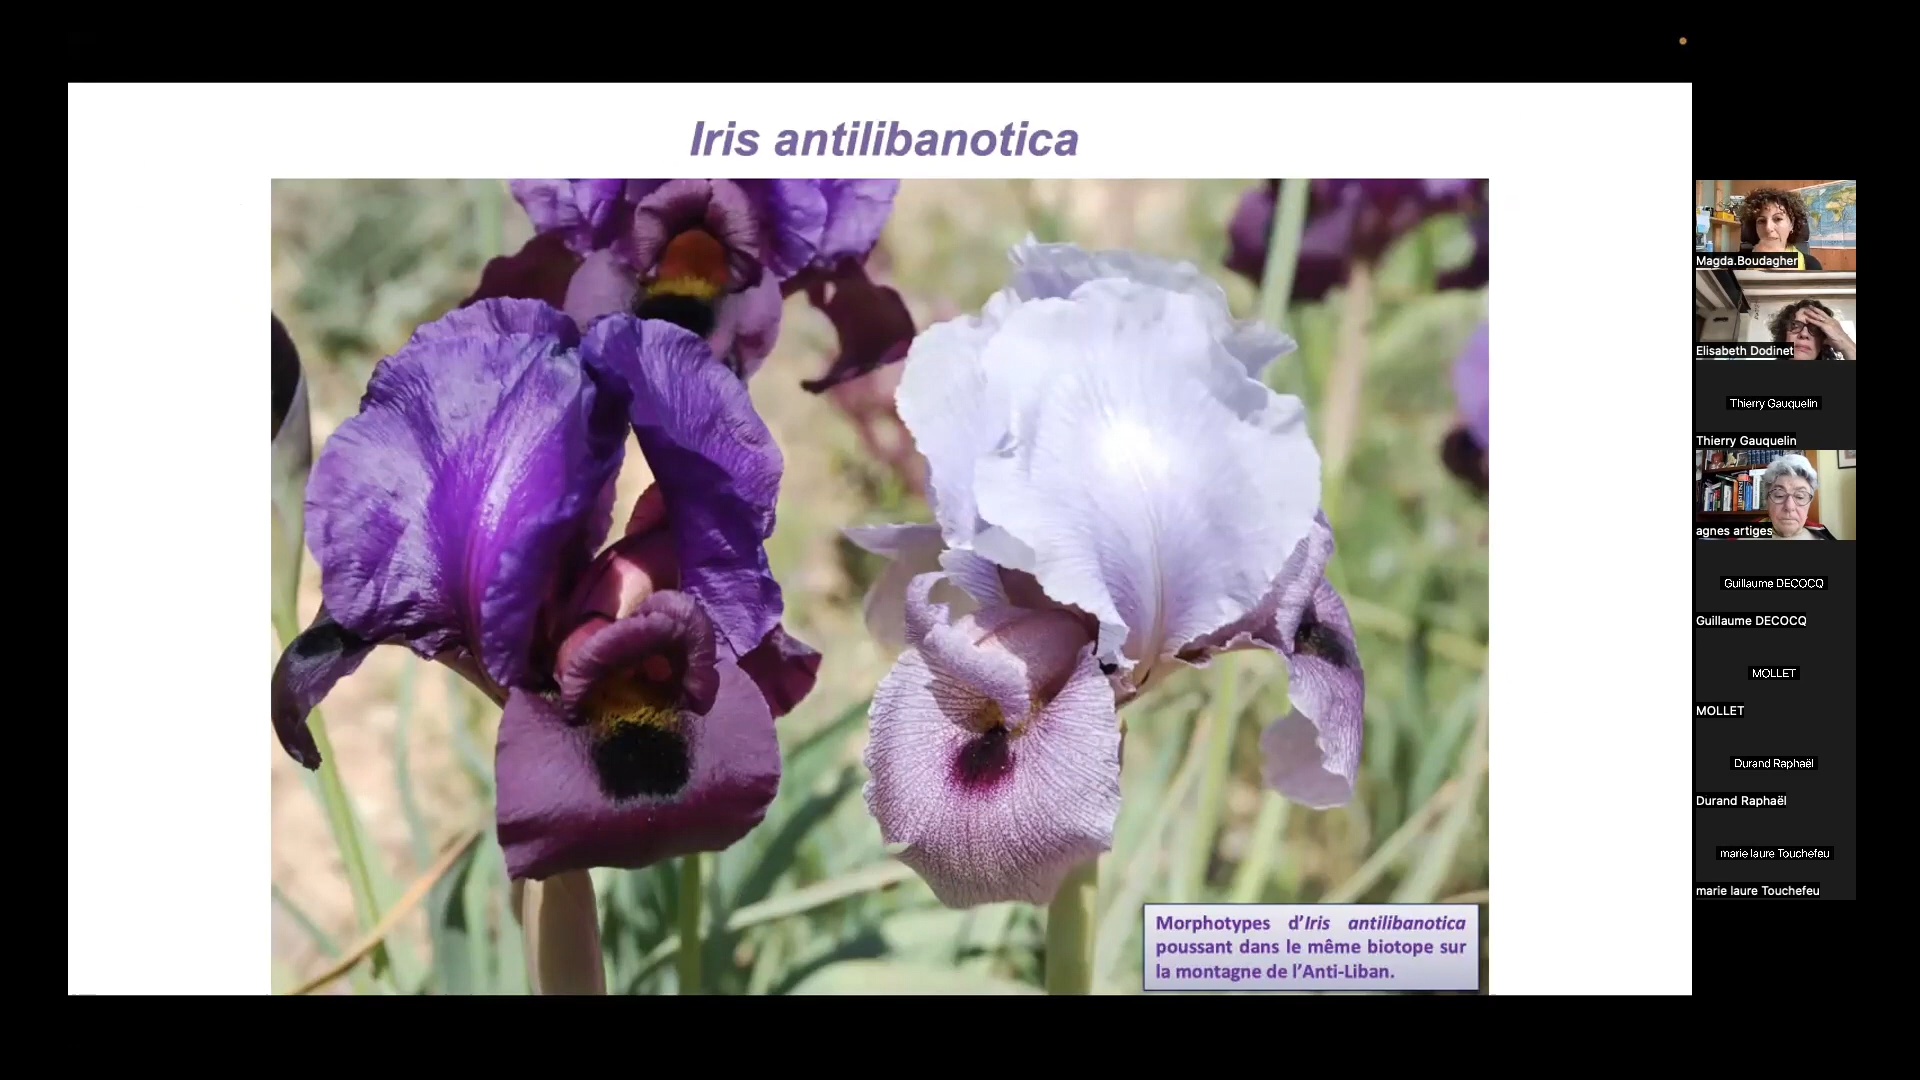 Iris antilibanotica
Morphotypes d’Iris antilibanotica
poussant dans le même biotope sur
la montagne de l’Anti-Liban.
Magda.Boudagher
Elisabeth Dodinet
Thierry Gauquelin
Thierry Gauquelin
agnes artiges
Guillaume DECOCQ
Guillaume DECOCQ
MOLLET
MOLLET
Durand Raphaël
Durand Raphaël
marie laure Touchefeu
marie laure Touchefeu